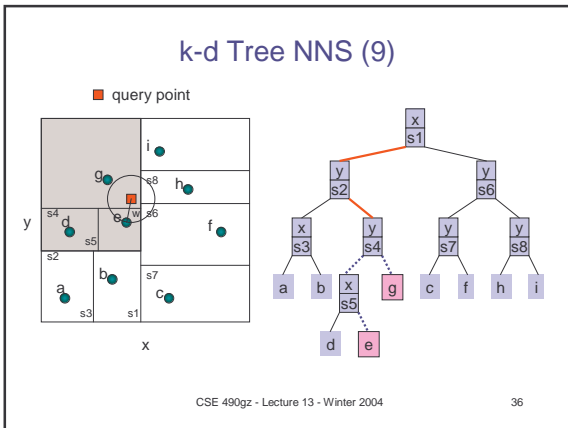 k-d Tree NNS (9)
query point
i
g
s8
h
e
w
s6
s4
d
y
s5
f
s2
b
s7
a
c
s3
s1
x
x
s1
y
s2
y
s6
x
s3
y
s4
y
s7
y
s8
a
b
x
s5
g
c
f
h
i
d
e
CSE 490gz - Lecture 13 - Winter 2004
36